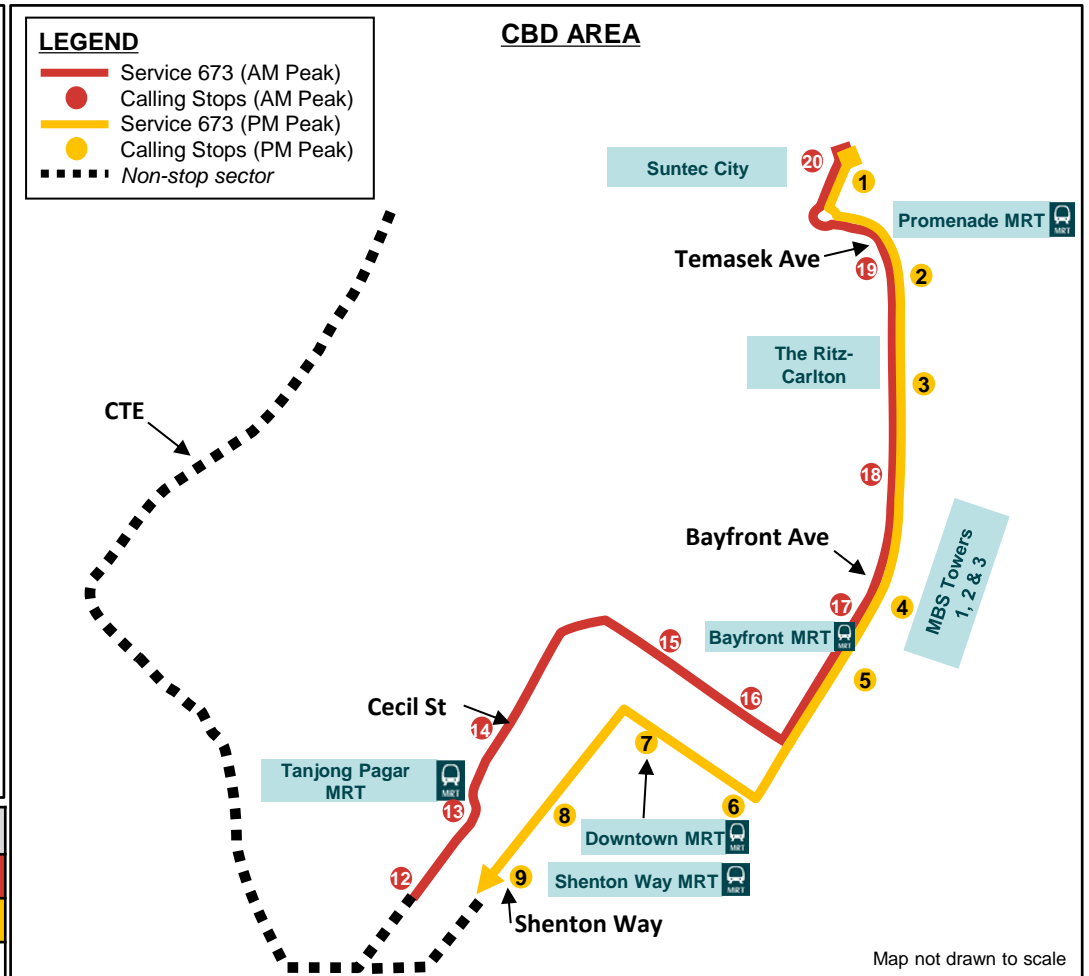 CBD AREA
LEGEND
Service 673 (AM Peak)
Calling Stops (AM Peak)
Service 673 (PM Peak)
Calling Stops (PM Peak)
Non-stop sector
20
Suntec City
1
Promenade MRT
MRT
Temasek Ave
19
2
The Ritz-
Carlton
3
CTE
18
Bayfront Ave
MBS Towers
1, 2 & 3
17
4
Bayfront MRT
MRT
15
5
16
Cecil St
14
7
Tanjong Pagar
MRT
MRT
13
6
8
Downtown MRT
MRT
12
9
Shenton Way MRT
MRT
Shenton Way
Map not drawn to scale